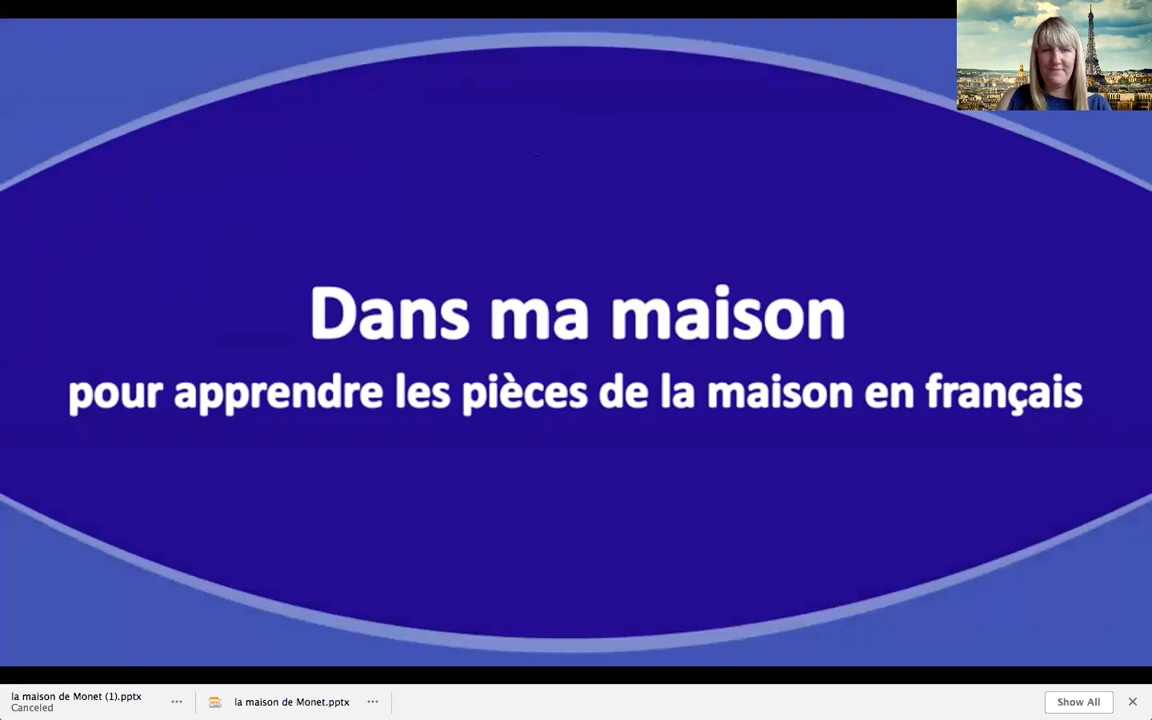 Dans ma maison
pour apprendre les pièces de la maison en français
la maison de Monet (1).pptx
Canceled
la maison de Monet.pptx
Show All